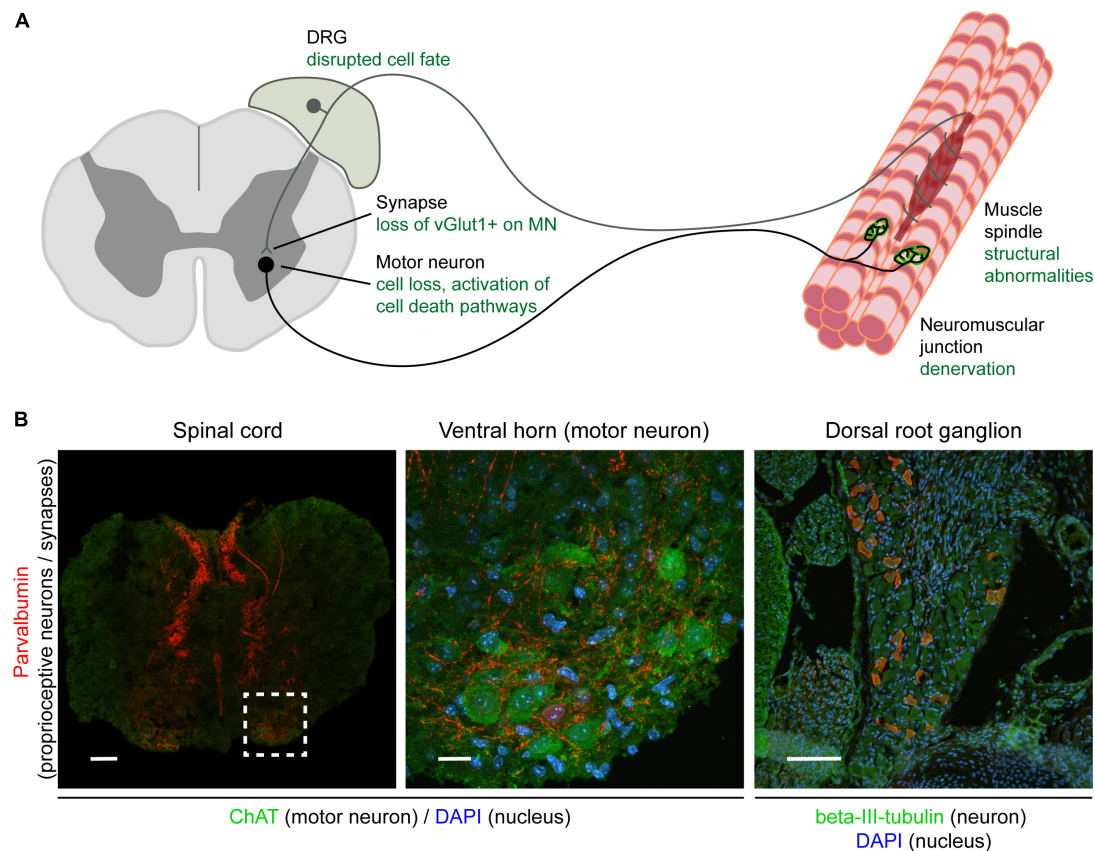 A
DRG
disrupted cell fate
Synapse
loss of vGlut1+ on MN
Motor neuron
cell loss, activation of
cell death pathways
Muscle
spindle
structural
abnormalities
Neuromuscular
junction
denervation
B
Spinal cord
Ventral horn (motor neuron)
Dorsal root ganglion
Parvalbumin
(proprioceptive neurons / synapses)
ChAT (motor neuron) / DAPI (nucleus)
beta-III-tubulin (neuron)
DAPI (nucleus)